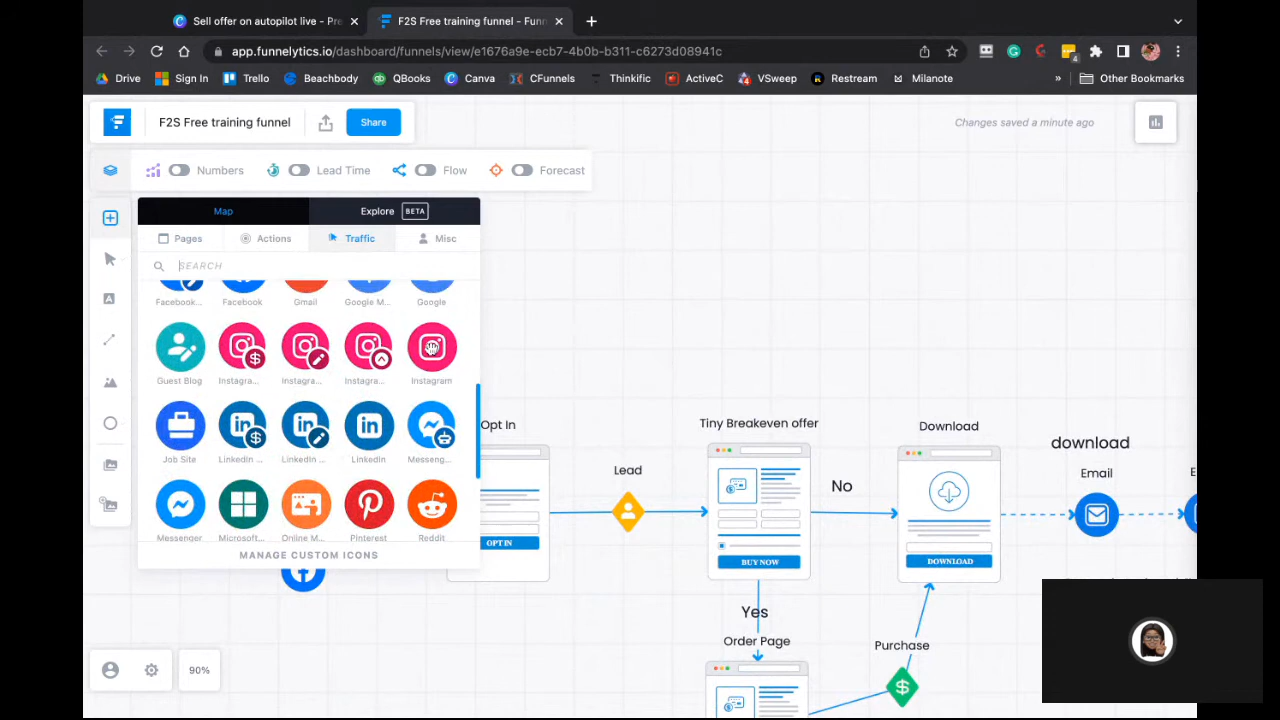 Sell offer on autopilot live - Pre
F2S Free training funnel - Funn
app.funnelytics.io/dashboard/funnels/view/e1676a9e-ecb7-4b0b-b311-c6273d08941c
Drive Sign In Trello Beachbody QBooks Canva CFunnels Thinkific ActiveC VSweep Restream Milanote » Other Bookmarks
F2S Free training funnel Share Changes saved a minute ago
Numbers Lead Time Flow Forecast
Map Explore BETA
Pages Actions Traffic Misc
SEARCH
Facebook... Facebook Gmail Google M... Google
Guest Blog Instagra... Instagra... Instagra... Instagram
Job Site LinkedIn ... LinkedIn ... LinkedIn Messeng...
Messenger Microsoft... Online M... Pinterest Reddit
MANAGE CUSTOM ICONS
Opt In
OPT IN
Lead
Tiny Breakeven offer
BUY NOW
No
Download
DOWNLOAD
download
Email
E
Yes
Order Page
Purchase
90%